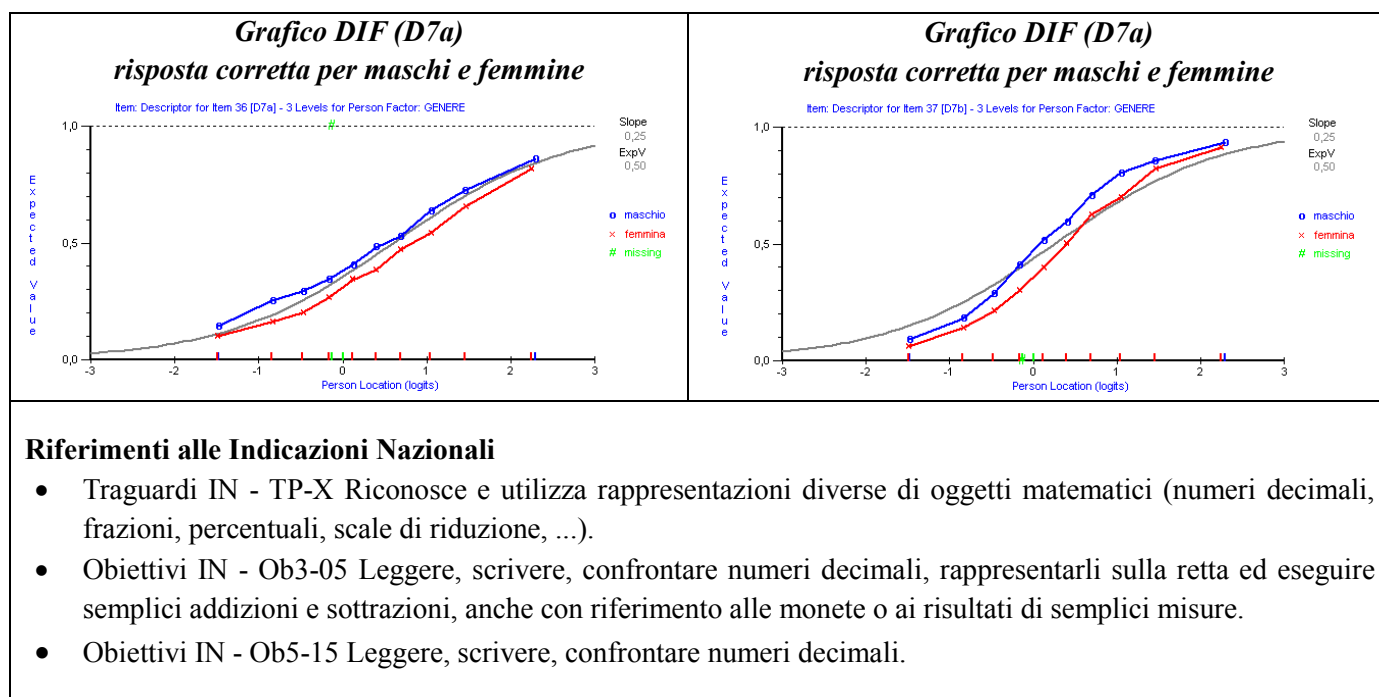 Grafico DIF (D7a)
risposta corretta per maschi e femmine
Item: Descriptor for Item 36 [D7a] - 3 Levels for Person Factor: GENERE
1,0
0,5
0,0
Expected Value
-3 -2 -1 0 1 2 3
Person Location (logits)
#
Slope
0,25
ExpV
0,50
o maschio
× femmina
# missing
Grafico DIF (D7a)
risposta corretta per maschi e femmine
Item: Descriptor for Item 37 [D7b] - 3 Levels for Person Factor: GENERE
1,0
0,5
0,0
Expected Value
-3 -2 -1 0 1 2 3
Person Location (logits)
Slope
0,25
ExpV
0,50
o maschio
× femmina
# missing
Riferimenti alle Indicazioni Nazionali
• Traguardi IN - TP-X Riconosce e utilizza rappresentazioni diverse di oggetti matematici (numeri decimali,
frazioni, percentuali, scale di riduzione, ...).
• Obiettivi IN - Ob3-05 Leggere, scrivere, confrontare numeri decimali, rappresentarli sulla retta ed eseguire
semplici addizioni e sottrazioni, anche con riferimento alle monete o ai risultati di semplici misure.
• Obiettivi IN - Ob5-15 Leggere, scrivere, confrontare numeri decimali.